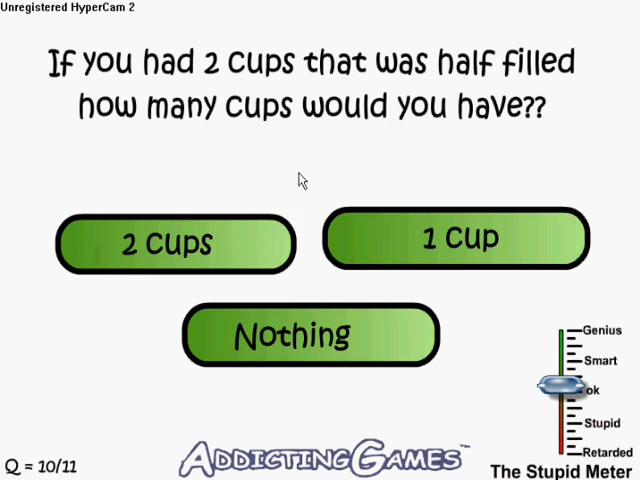 Unregistered HyperCam 2
If you had 2 cups that was half filled
how many cups would you have??
2 cups
1 cup
Nothing
Genius
Smart
ok
Stupid
Retarded
The Stupid Meter
Q = 10/11
AddictingGames™